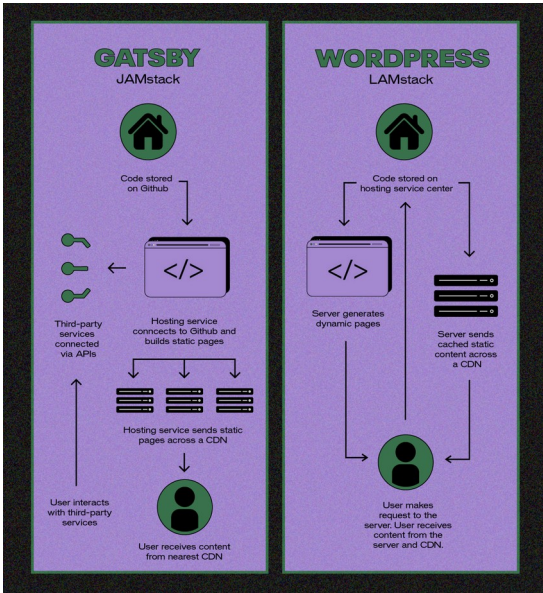 GATSBY
JAMstack
Code stored
on Github
</>
Third-party
services
connected
via APIs
Hosting service
conncects to Github and
builds static pages
Hosting service sends static
pages across a CDN
User interacts
with third-party
services
User receives content
from nearest CDN
WORDPRESS
LAMstack
Code stored on
hosting service center
</>
Server generates
dynamic pages
Server sends
cached static
content across
a CDN
User makes
request to the
server. User receives
content from the
server and CDN.